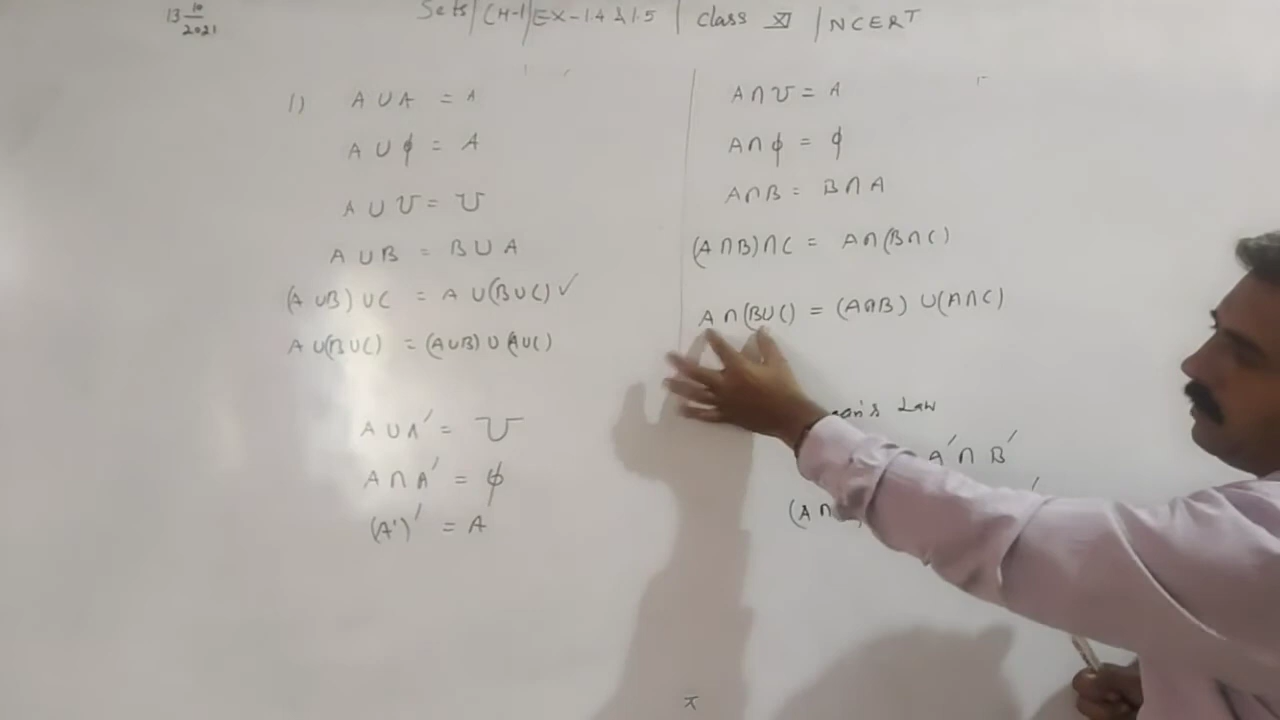 13 10/2021
Sets | CH-1 | EX-1.4 & 1.5 | Class XI | NCERT
1) A ∪ A = A
A ∪ ϕ = A
A ∪ U = U
A ∪ B = B ∪ A
(A ∪ B) ∪ C = A ∪ (B ∪ C) ✓
A ∪ (B ∪ C) = (A ∪ B) ∪ (A ∪ C)
A ∪ A′ = U
A ∩ A′ = ϕ
(A′)′ = A
A ∩ U = A
A ∩ ϕ = ϕ
A ∩ B = B ∩ A
(A ∩ B) ∩ C = A ∩ (B ∩ C)
A ∩ (B ∪ C) = (A ∩ B) ∪ (A ∩ C)
Law
A′ ∩ B′
(A ∩